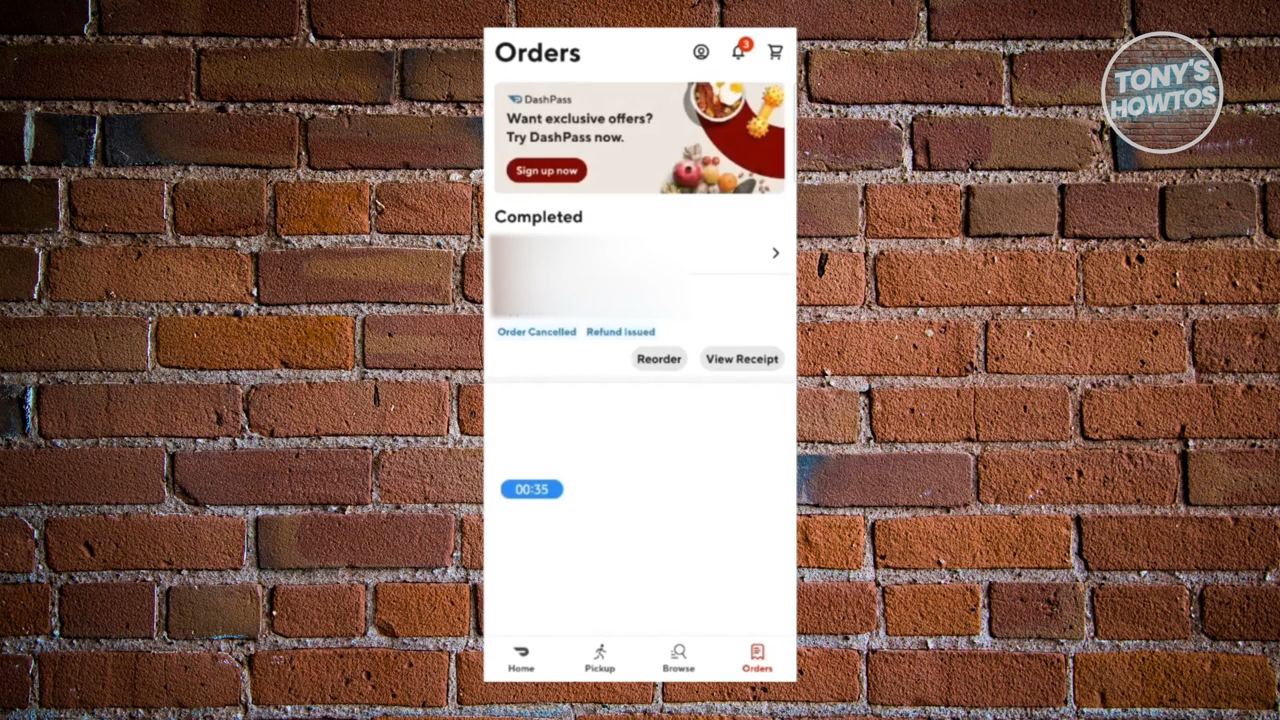 Orders
3
DashPass
Want exclusive offers?
Try DashPass now.
Sign up now
Completed
Order Cancelled Refund Issued
Reorder View Receipt
00:35
Home Pickup Browse Orders
TONY'S
HOWTOS